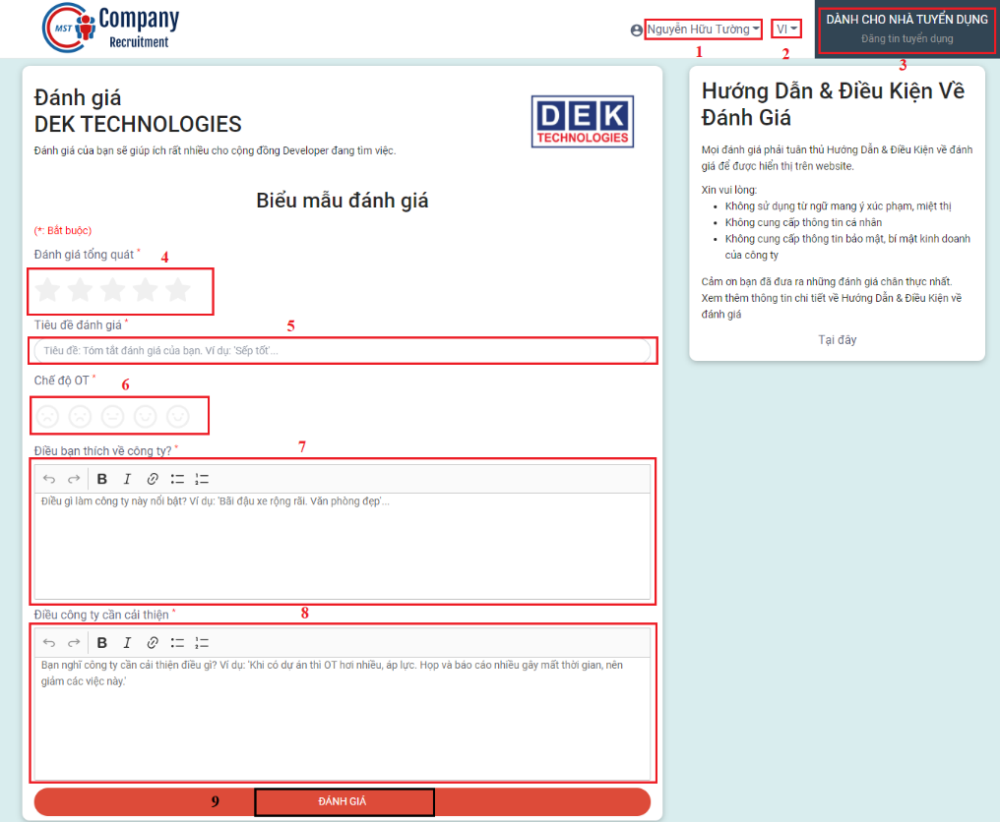 MST
Company
Recruitment
Nguyễn Hữu Tường
VI
DÀNH CHO NHÀ TUYỂN DỤNG
Đăng tin tuyển dụng
1
2
3
Đánh giá
DEK TECHNOLOGIES
Đánh giá của bạn sẽ giúp ích rất nhiều cho cộng đồng Developer đang tìm việc.
DEK
TECHNOLOGIES
Biểu mẫu đánh giá
(*: Bắt buộc)
Đánh giá tổng quát *
4
Tiêu đề đánh giá *
5
Tiêu đề: Tóm tắt đánh giá của bạn. Ví dụ: 'Sếp tốt'...
Chế độ OT *
6
Điều bạn thích về công ty? *
7
B I
Điều gì làm công ty này nổi bật? Ví dụ: 'Bãi đậu xe rộng rãi. Văn phòng đẹp'...
Điều công ty cần cải thiện *
8
B I
Bạn nghĩ công ty cần cải thiện điều gì? Ví dụ: 'Khi có dự án thì OT hơi nhiều, áp lực. Họp và báo cáo nhiều gây mất thời gian, nên
giảm các việc này.'
9
ĐÁNH GIÁ
Hướng Dẫn & Điều Kiện Về
Đánh Giá
Mọi đánh giá phải tuân thủ Hướng Dẫn & Điều Kiện về đánh
giá để được hiển thị trên website.
Xin vui lòng:
• Không sử dụng từ ngữ mang ý xúc phạm, miệt thị
• Không cung cấp thông tin cá nhân
• Không cung cấp thông tin bảo mật, bí mật kinh doanh
của công ty
Cảm ơn bạn đã đưa ra những đánh giá chân thực nhất.
Xem thêm thông tin chi tiết về Hướng Dẫn & Điều Kiện về
đánh giá
Tại đây